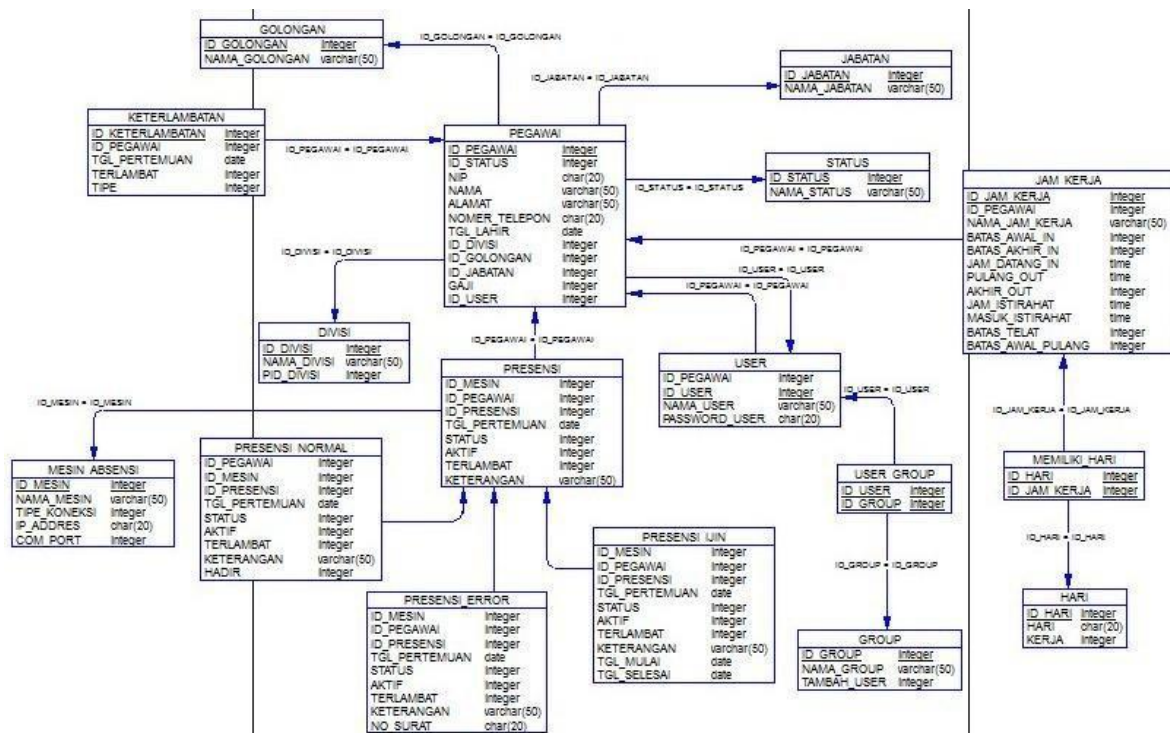 GOLONGAN
ID_GOLONGAN Integer
NAMA_GOLONGAN varchar(50)
ID_GOLONGAN = ID_GOLONGAN
JABATAN
ID_JABATAN Integer
NAMA_JABATAN varchar(50)
ID_JABATAN = ID_JABATAN
KETERLAMBATAN
ID_KETERLAMBATAN Integer
ID_PEGAWAI Integer
TGL_PERTEMUAN date
TERLAMBAT Integer
TIPE Integer
ID_PEGAWAI = ID_PEGAWAI
PEGAWAI
ID_PEGAWAI Integer
ID_STATUS Integer
NIP char(20)
NAMA varchar(50)
ALAMAT varchar(50)
NOMER_TELEPON char(20)
TGL_LAHIR date
ID_DIVISI Integer
ID_GOLONGAN Integer
ID_JABATAN Integer
GAJI Integer
ID_USER Integer
STATUS
ID_STATUS Integer
NAMA_STATUS varchar(50)
ID_STATUS = ID_STATUS
JAM KERJA
ID_JAM_KERJA Integer
ID_PEGAWAI Integer
NAMA_JAM_KERJA varchar(50)
BATAS_AWAL_IN Integer
BATAS_AKHIR_IN Integer
JAM_DATANG_IN time
PULANG_OUT time
AKHIR_OUT Integer
JAM_ISTIRAHAT time
MASUK_ISTIRAHAT time
BATAS_TELAT Integer
BATAS_AWAL_PULANG Integer
ID_PEGAWAI = ID_PEGAWAI
ID_DIVISI = ID_DIVISI
ID_USER = ID_USER
ID_PEGAWAI = ID_PEGAWAI
DIVISI
ID_DIVISI Integer
NAMA_DIVISI varchar(50)
PID_DIVISI Integer
ID_PEGAWAI = ID_PEGAWAI
PRESENSI
ID_MESIN Integer
ID_PEGAWAI Integer
ID_PRESENSI Integer
TGL_PERTEMUAN date
STATUS Integer
AKTIF Integer
TERLAMBAT Integer
KETERANGAN varchar(50)
USER
ID_PEGAWAI Integer
ID_USER Integer
NAMA_USER varchar(50)
PASSWORD_USER char(20)
ID_USER = ID_USER
ID_JAM_KERJA = ID_JAM_KERJA
ID_MESIN = ID_MESIN
MESIN ABSENSI
ID_MESIN Integer
NAMA_MESIN varchar(50)
TIPE_KONEKSI Integer
IP_ADDRES char(20)
COM_PORT Integer
PRESENSI NORMAL
ID_PEGAWAI Integer
ID_MESIN Integer
ID_PRESENSI Integer
TGL_PERTEMUAN date
STATUS Integer
AKTIF Integer
TERLAMBAT Integer
KETERANGAN varchar(50)
HADIR Integer
USER GROUP
ID_USER Integer
ID_GROUP Integer
MEMILIKI_HARI
ID_HARI Integer
ID_JAM_KERJA Integer
PRESENSI IJIN
ID_MESIN Integer
ID_PEGAWAI Integer
ID_PRESENSI Integer
TGL_PERTEMUAN date
STATUS Integer
AKTIF Integer
TERLAMBAT Integer
KETERANGAN varchar(50)
TGL_MULAI date
TGL_SELESAI date
ID_GROUP = ID_GROUP
ID_HARI = ID_HARI
PRESENSI_ERROR
ID_MESIN Integer
ID_PEGAWAI Integer
ID_PRESENSI Integer
TGL_PERTEMUAN date
STATUS Integer
AKTIF Integer
TERLAMBAT Integer
KETERANGAN varchar(50)
NO_SURAT char(20)
GROUP
ID_GROUP Integer
NAMA_GROUP varchar(50)
TAMBAH_USER Integer
HARI
ID_HARI Integer
HARI char(20)
KERJA Integer